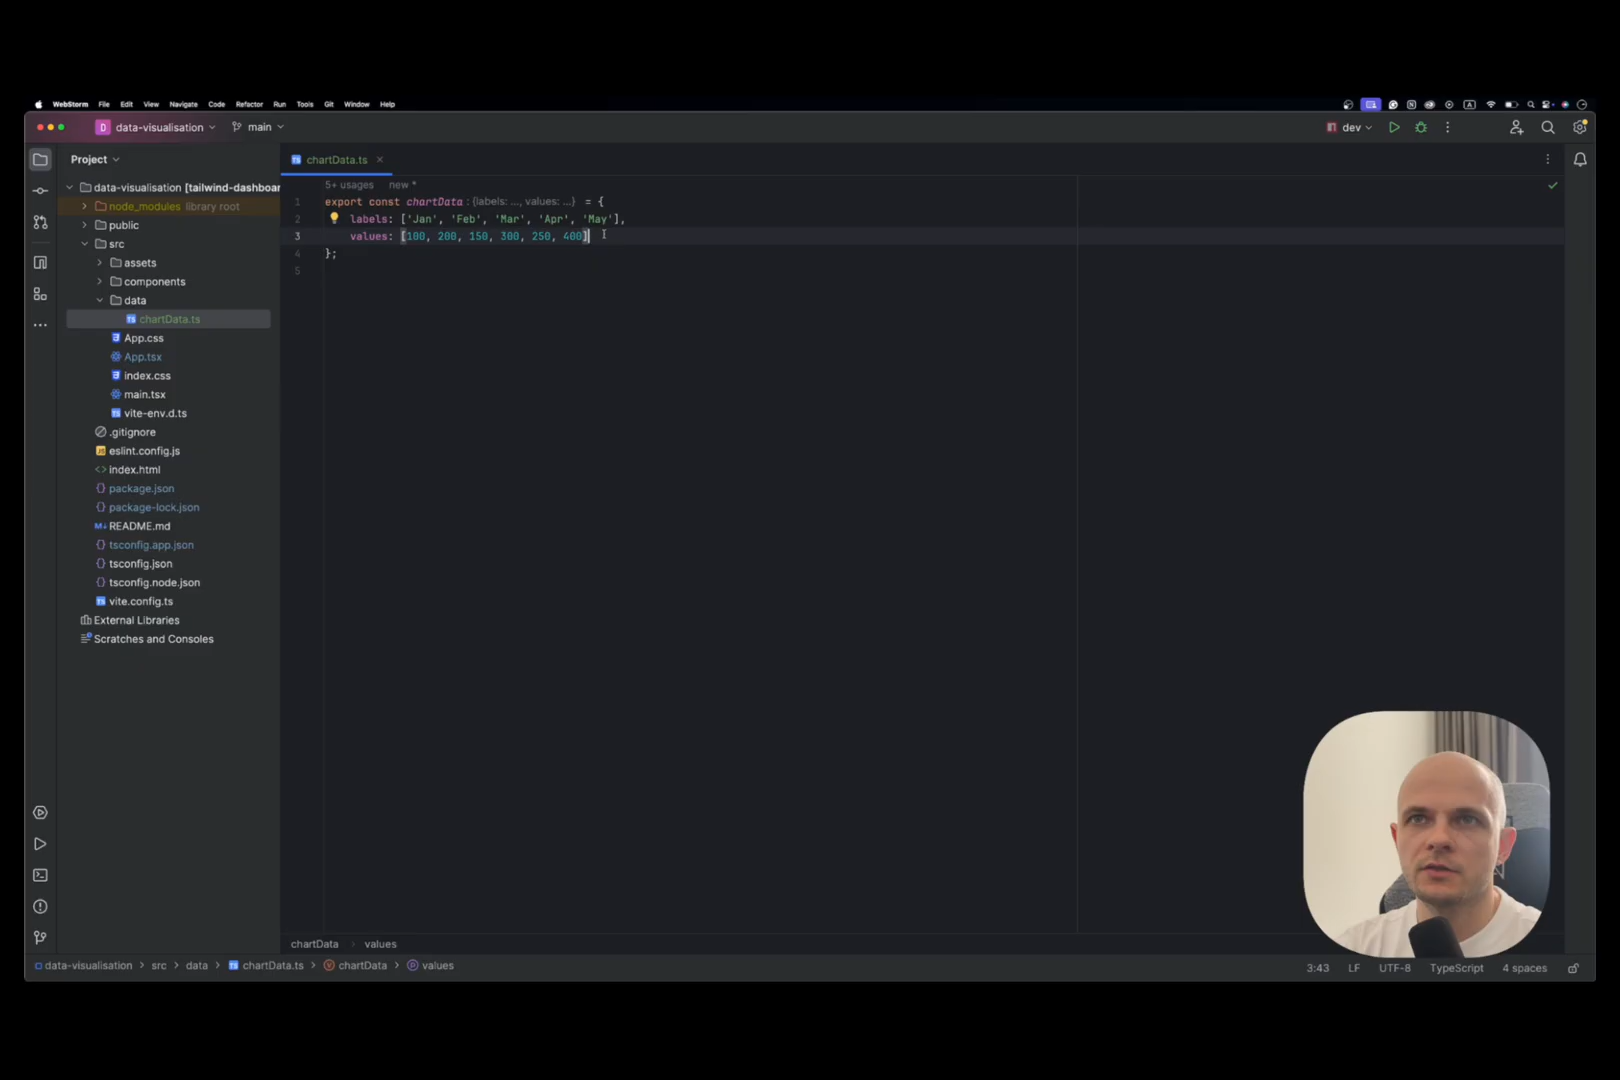 WebStorm File Edit View Navigate Code Refactor Run Tools Git Window Help
D data-visualisation main dev
Project
chartData.ts
data-visualisation [tailwind-dashboar
node_modules library root
public
src
assets
components
data
chartData.ts
App.css
App.tsx
index.css
main.tsx
vite-env.d.ts
.gitignore
eslint.config.js
index.html
package.json
package-lock.json
README.md
tsconfig.app.json
tsconfig.json
tsconfig.node.json
vite.config.ts
External Libraries
Scratches and Consoles
5+ usages new *
1 export const chartData : {labels: ..., values: ...} = {
2 labels: ['Jan', 'Feb', 'Mar', 'Apr', 'May'],
3 values: [100, 200, 150, 300, 250, 400]
4 };
5
chartData > values
data-visualisation > src > data > chartData.ts > chartData > values
3:43 LF UTF-8 TypeScript 4 spaces